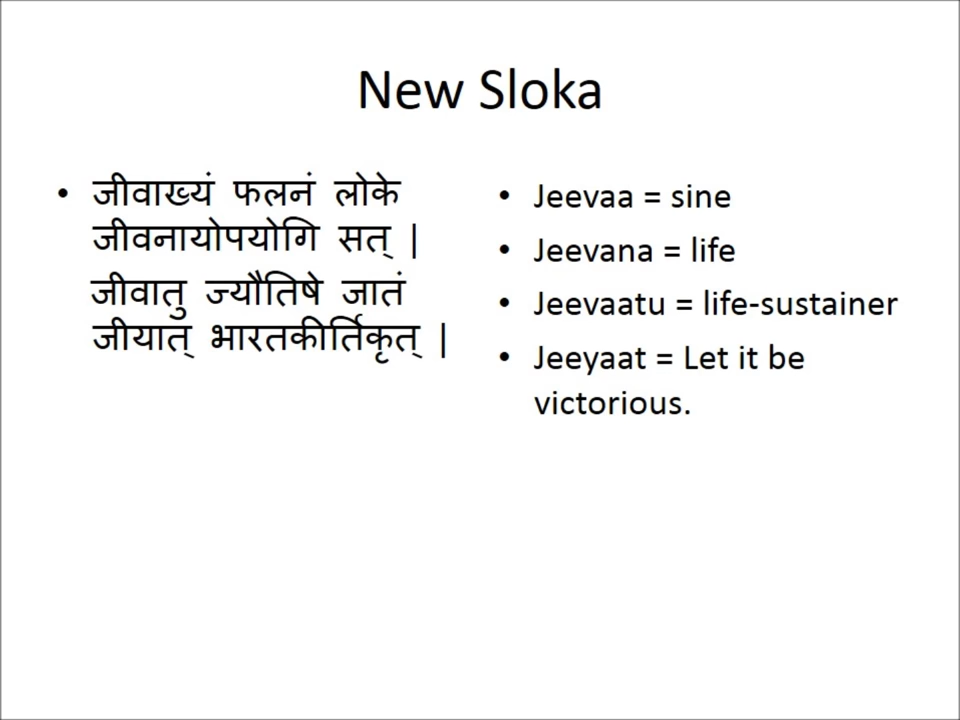 New Sloka
• जीवाख्यं फलनं लोके
जीवनायोपयोगि सत् |
जीवातु ज्यौतिषे जातं
जीयात् भारतकीर्तिकृत् |
• Jeevaa = sine
• Jeevana = life
• Jeevaatu = life-sustainer
• Jeeyaat = Let it be
victorious.